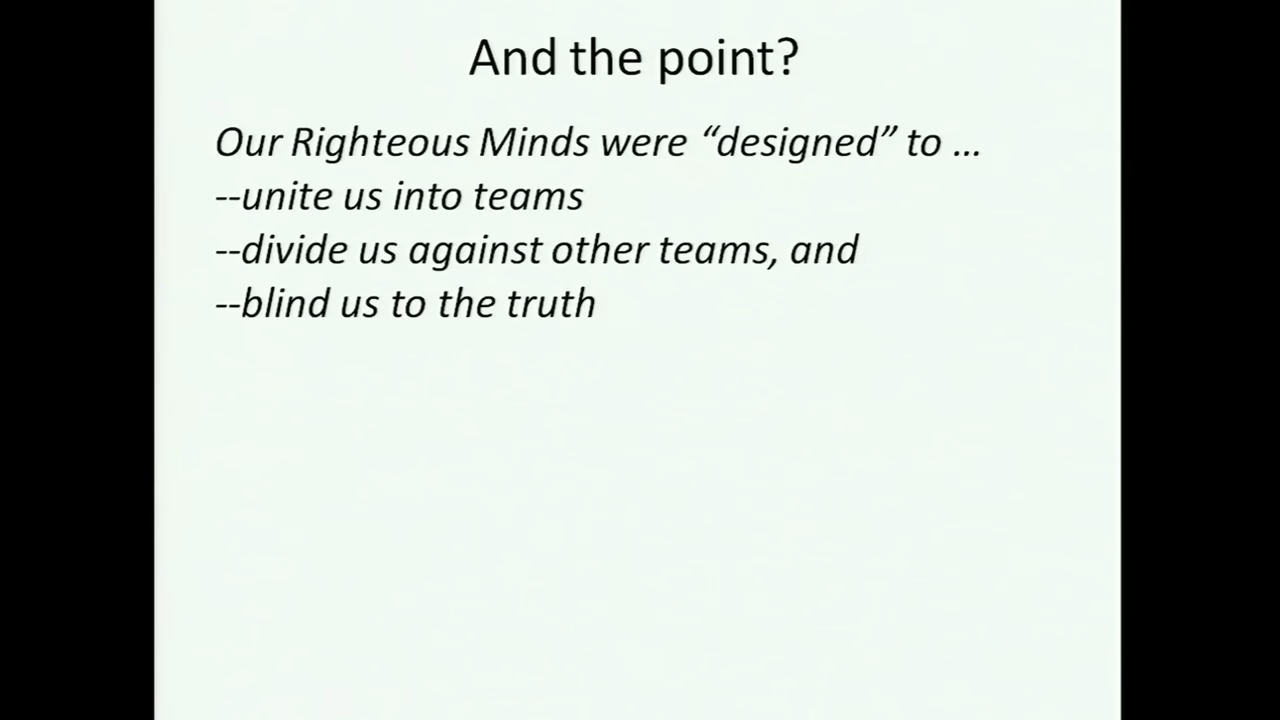 And the point?
Our Righteous Minds were “designed” to …
--unite us into teams
--divide us against other teams, and
--blind us to the truth